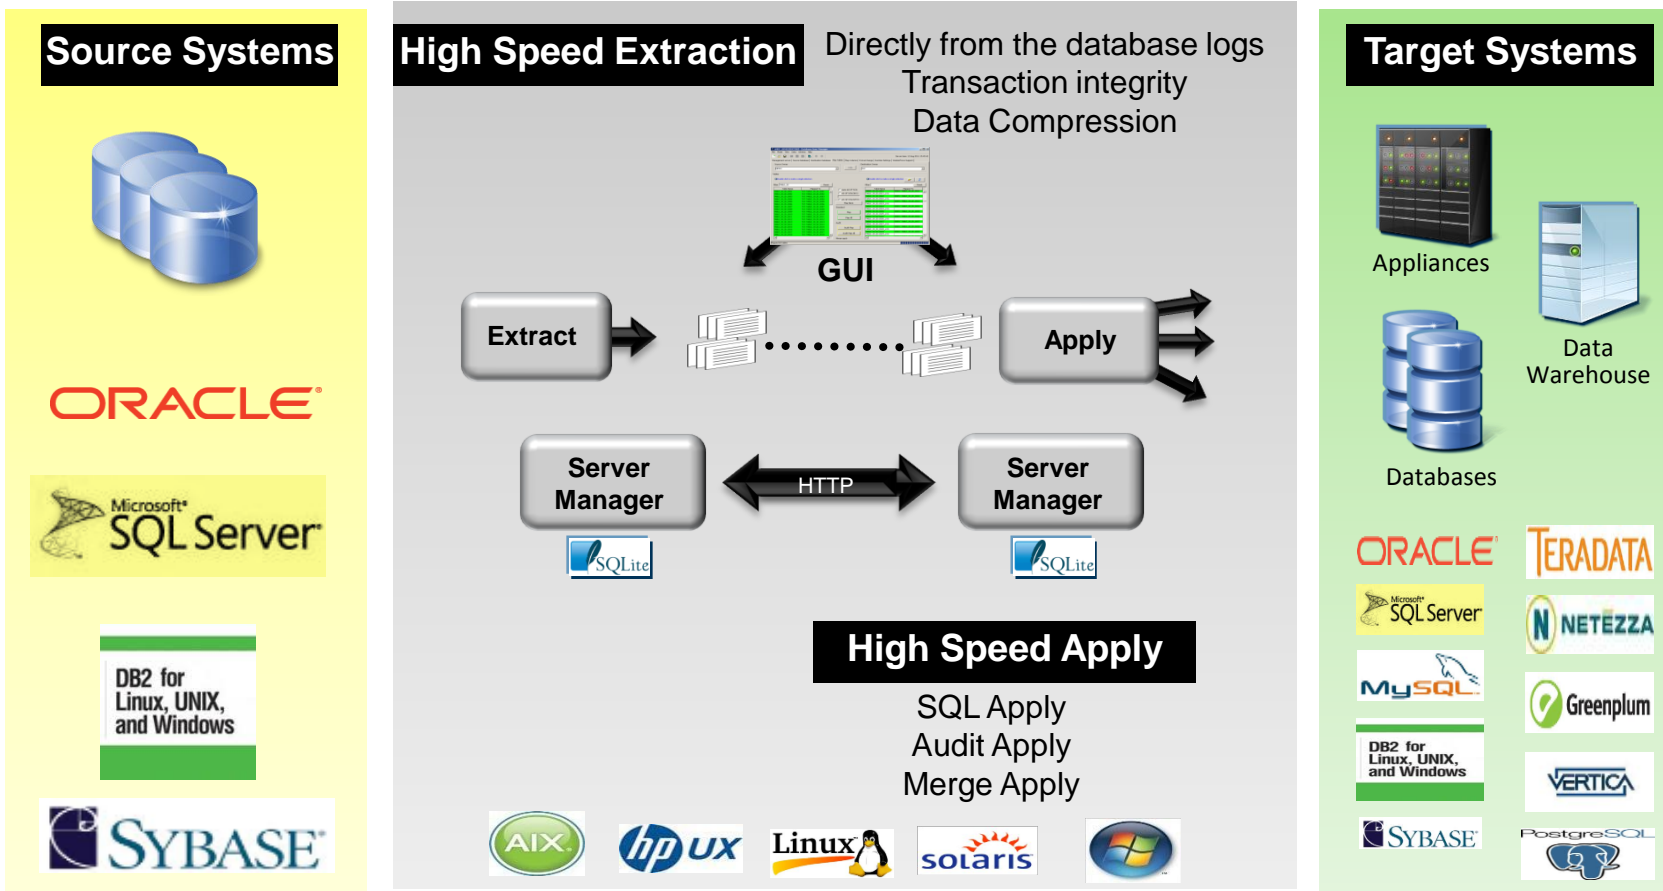 Source Systems
ORACLE®
Microsoft®
SQL Server
DB2 for
Linux, UNIX,
and Windows
SYBASE
High Speed Extraction
Directly from the database logs
Transaction integrity
Data Compression
GUI
Extract
Apply
Server
Manager
HTTP
Server
Manager
SQLite
SQLite
High Speed Apply
SQL Apply
Audit Apply
Merge Apply
AIX
hp UX
Linux
solaris
Target Systems
Appliances
Data
Warehouse
Databases
ORACLE
TERADATA
Microsoft®
SQL Server
N NETEZZA
MySQL
Greenplum
DB2 for
Linux, UNIX,
and Windows
VERTICA
SYBASE
PostgreSQL